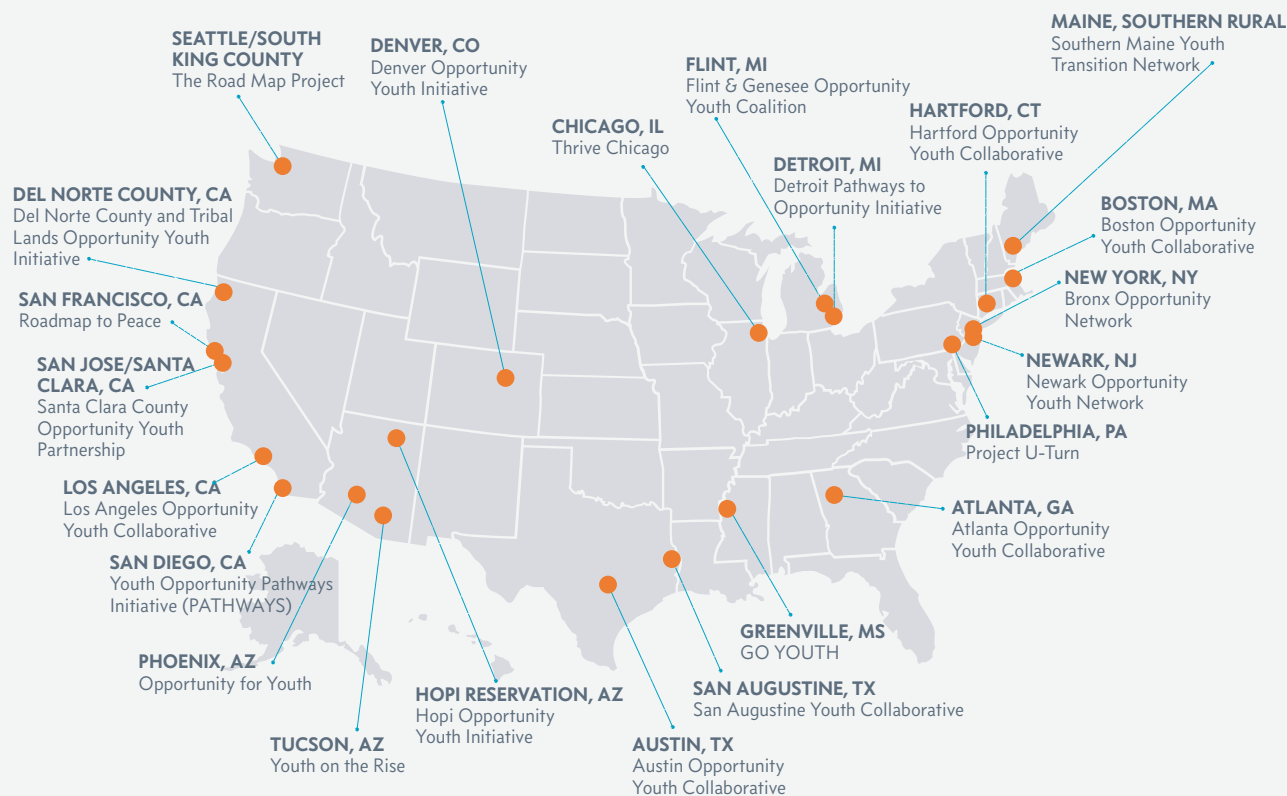 SEATTLE/SOUTH
KING COUNTY
The Road Map Project
DENVER, CO
Denver Opportunity
Youth Initiative
CHICAGO, IL
Thrive Chicago
FLINT, MI
Flint & Genesee Opportunity
Youth Coalition
DETROIT, MI
Detroit Pathways to
Opportunity Initiative
MAINE, SOUTHERN RURAL
Southern Maine Youth
Transition Network
HARTFORD, CT
Hartford Opportunity
Youth Collaborative
BOSTON, MA
Boston Opportunity
Youth Collaborative
NEW YORK, NY
Bronx Opportunity
Network
NEWARK, NJ
Newark Opportunity
Youth Network
PHILADELPHIA, PA
Project U-Turn
ATLANTA, GA
Atlanta Opportunity
Youth Collaborative
DEL NORTE COUNTY, CA
Del Norte County and Tribal
Lands Opportunity Youth
Initiative
SAN FRANCISCO, CA
Roadmap to Peace
SAN JOSE/SANTA
CLARA, CA
Santa Clara County
Opportunity Youth
Partnership
LOS ANGELES, CA
Los Angeles Opportunity
Youth Collaborative
SAN DIEGO, CA
Youth Opportunity Pathways
Initiative (PATHWAYS)
PHOENIX, AZ
Opportunity for Youth
TUCSON, AZ
Youth on the Rise
HOPI RESERVATION, AZ
Hopi Opportunity
Youth Initiative
GREENVILLE, MS
GO YOUTH
SAN AUGUSTINE, TX
San Augustine Youth Collaborative
AUSTIN, TX
Austin Opportunity
Youth Collaborative